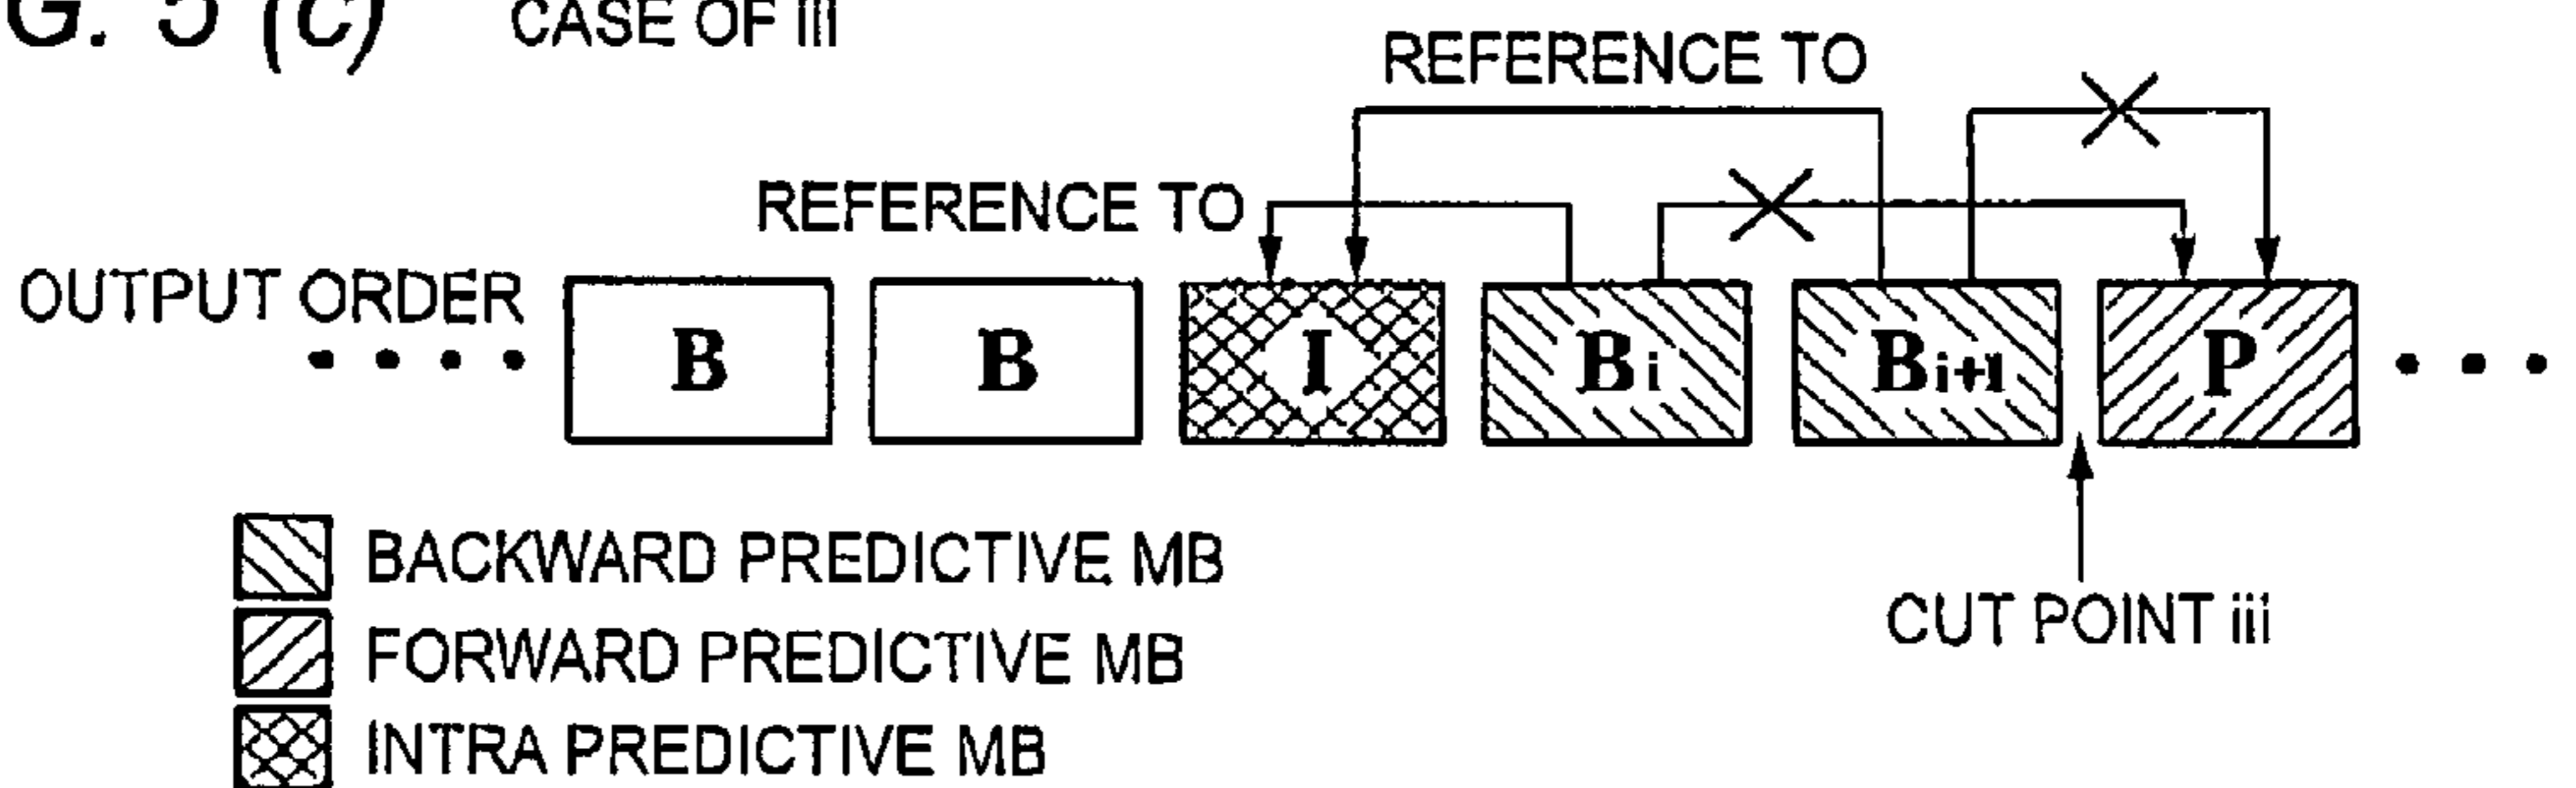 G. 5 (c) CASE OF iii
REFERENCE TO
REFERENCE TO
OUTPUT ORDER
B B I Bi Bi+1 P
BACKWARD PREDICTIVE MB
FORWARD PREDICTIVE MB
INTRA PREDICTIVE MB
CUT POINT iii